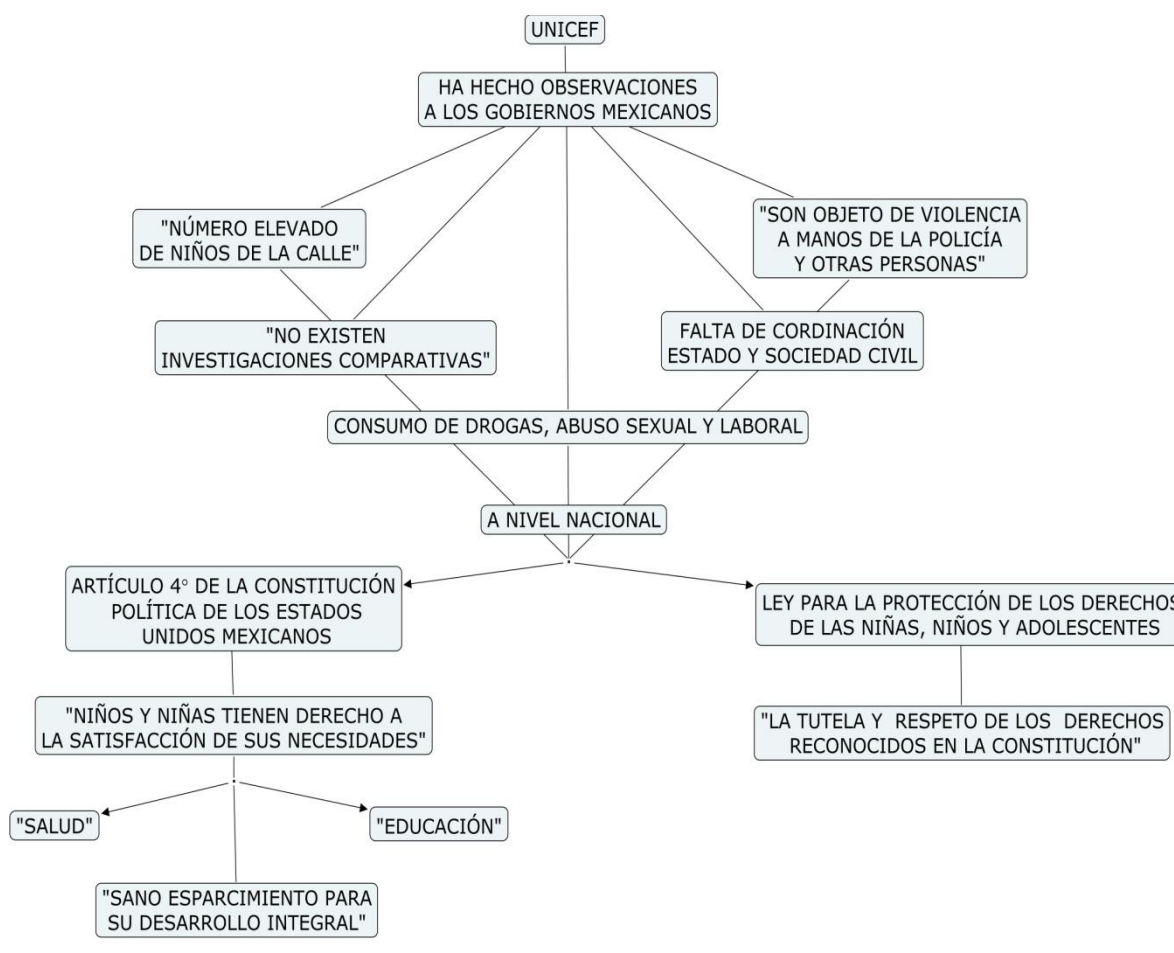 UNICEF
HA HECHO OBSERVACIONES
A LOS GOBIERNOS MEXICANOS
"NÚMERO ELEVADO
DE NIÑOS DE LA CALLE"
"SON OBJETO DE VIOLENCIA
A MANOS DE LA POLICÍA
Y OTRAS PERSONAS"
"NO EXISTEN
INVESTIGACIONES COMPARATIVAS"
FALTA DE CORDINACIÓN
ESTADO Y SOCIEDAD CIVIL
CONSUMO DE DROGAS, ABUSO SEXUAL Y LABORAL
A NIVEL NACIONAL
ARTÍCULO 4° DE LA CONSTITUCIÓN
POLÍTICA DE LOS ESTADOS
UNIDOS MEXICANOS
LEY PARA LA PROTECCIÓN DE LOS DERECHOS
DE LAS NIÑAS, NIÑOS Y ADOLESCENTES
"NIÑOS Y NIÑAS TIENEN DERECHO A
LA SATISFACCIÓN DE SUS NECESIDADES"
"LA TUTELA Y RESPETO DE LOS DERECHOS
RECONOCIDOS EN LA CONSTITUCIÓN"
"SALUD"
"EDUCACIÓN"
"SANO ESPARCIMIENTO PARA
SU DESARROLLO INTEGRAL"